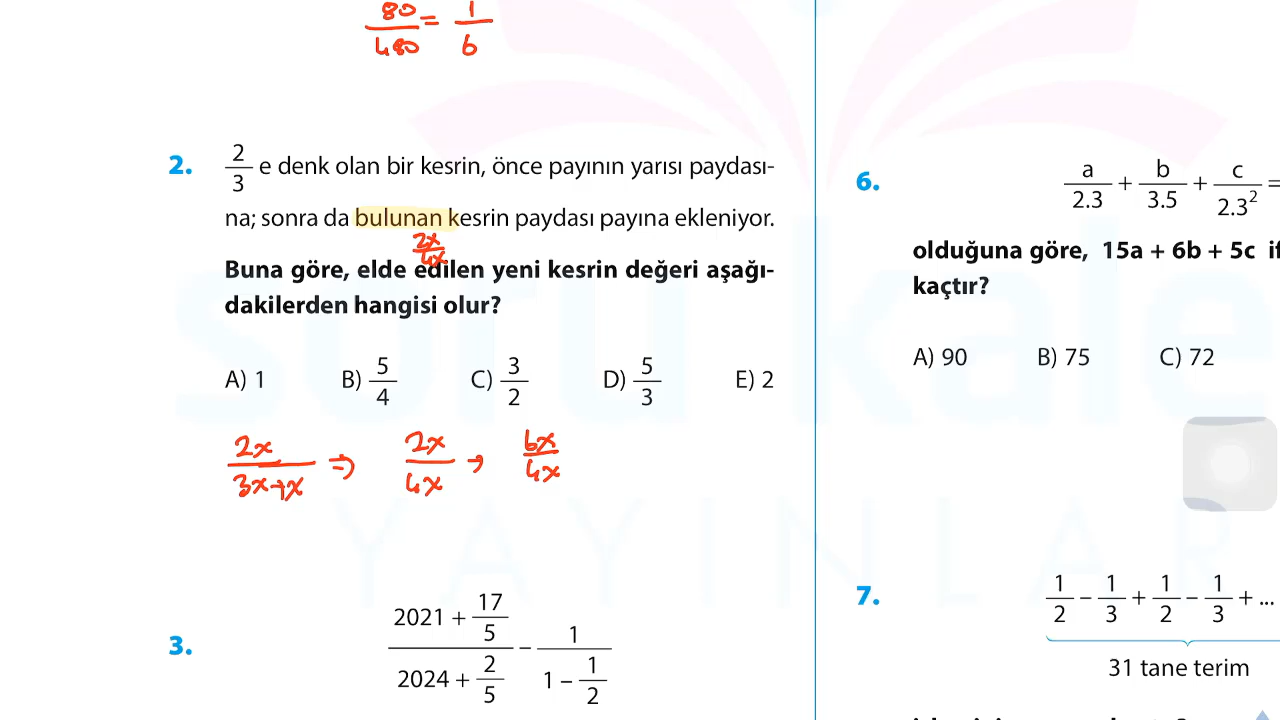 80/480 = 1/6
2. 2/3 e denk olan bir kesrin, önce payının yarısı paydası-
na; sonra da bulunan kesrin paydası payına ekleniyor.
2x/4x
Buna göre, elde edilen yeni kesrin değeri aşağı-
dakilerden hangisi olur?
A) 1 B) 5/4 C) 3/2 D) 5/3 E) 2
2x/3x+x ⇒ 2x/4x → 6x/4x
3. (2021 + 17/5)/(2024 + 2/5) – 1/(1 – 1/2)
6. a/2.3 + b/3.5 + c/2.3² =
olduğuna göre, 15a + 6b + 5c
kaçtır?
A) 90 B) 75 C) 72
7. 1/2 – 1/3 + 1/2 – 1/3 + ...
31 tane terim
soru kale
YAYINLAR